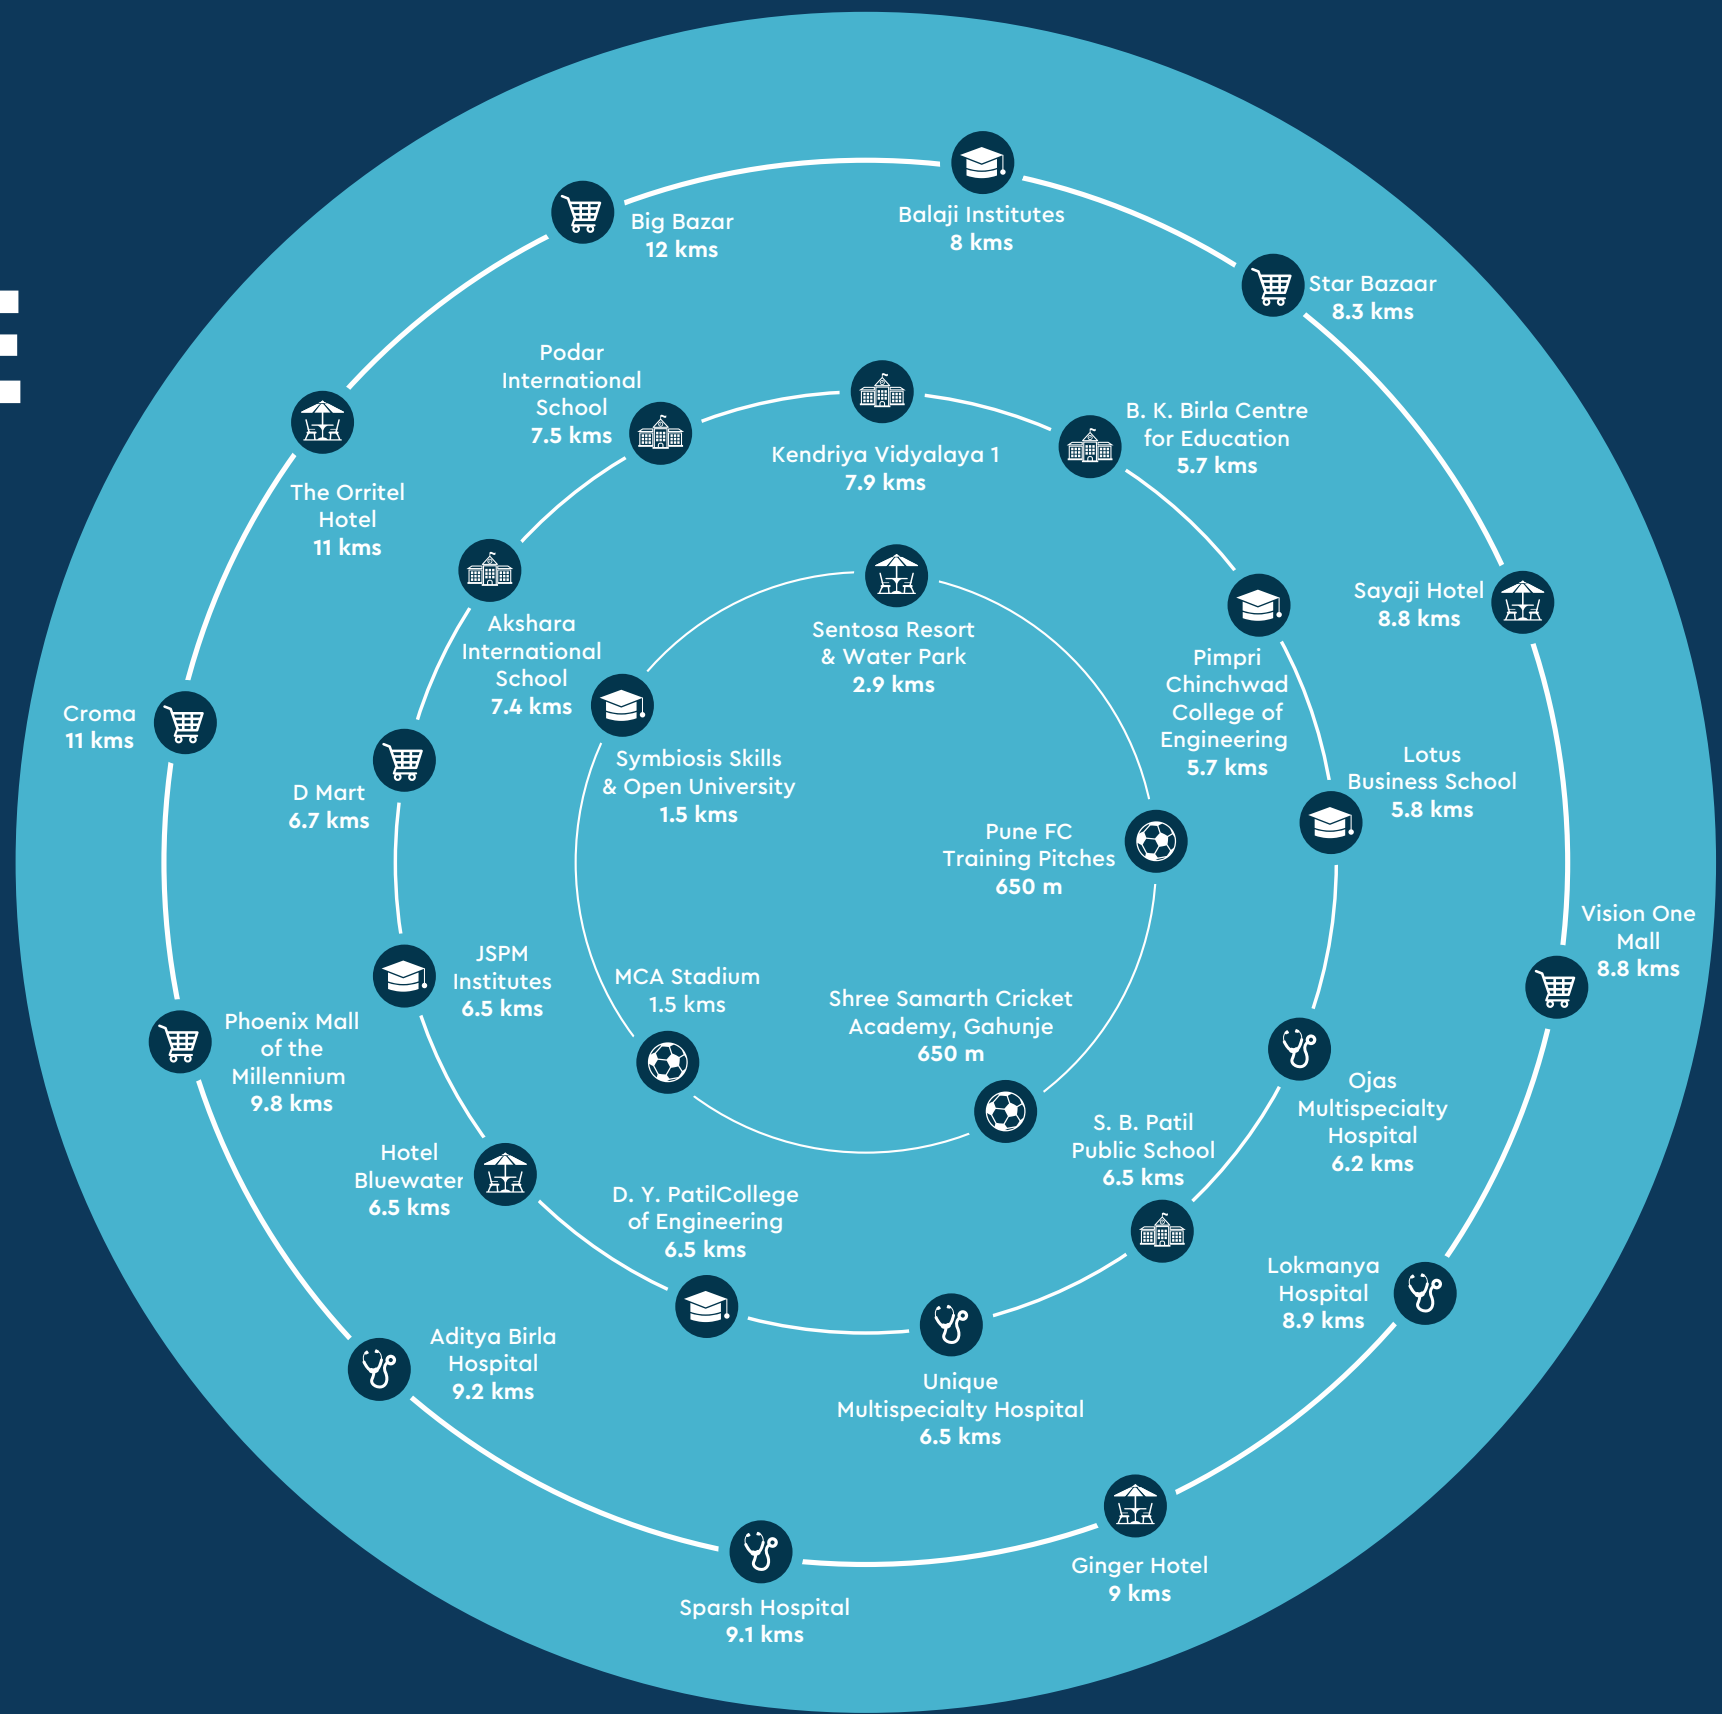 E
Balaji Institutes
8 kms
Big Bazar
12 kms
Star Bazaar
8.3 kms
Podar
International
School
7.5 kms
Kendriya Vidyalaya 1
7.9 kms
B. K. Birla Centre
for Education
5.7 kms
The Orritel
Hotel
11 kms
Sayaji Hotel
8.8 kms
Akshara
International
School
7.4 kms
Sentosa Resort
& Water Park
2.9 kms
Pimpri
Chinchwad
College of
Engineering
5.7 kms
Croma
11 kms
Symbiosis Skills
& Open University
1.5 kms
Lotus
Business School
5.8 kms
D Mart
6.7 kms
Pune FC
Training Pitches
650 m
Vision One
Mall
8.8 kms
JSPM
Institutes
6.5 kms
MCA Stadium
1.5 kms
Shree Samarth Cricket
Academy, Gahunje
650 m
Phoenix Mall
of the
Millennium
9.8 kms
Ojas
Multispecialty
Hospital
6.2 kms
Hotel
Bluewater
6.5 kms
S. B. Patil
Public School
6.5 kms
D. Y. PatilCollege
of Engineering
6.5 kms
Lokmanya
Hospital
8.9 kms
Aditya Birla
Hospital
9.2 kms
Unique
Multispecialty Hospital
6.5 kms
Ginger Hotel
9 kms
Sparsh Hospital
9.1 kms